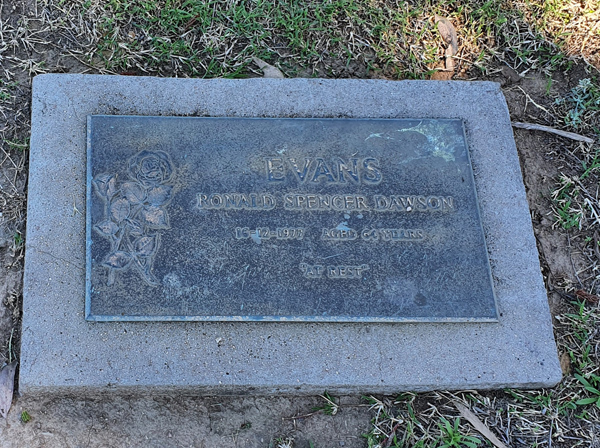 EVANS
RONALD SPENCER DAWSON
AGED YEARS
"AT REST"